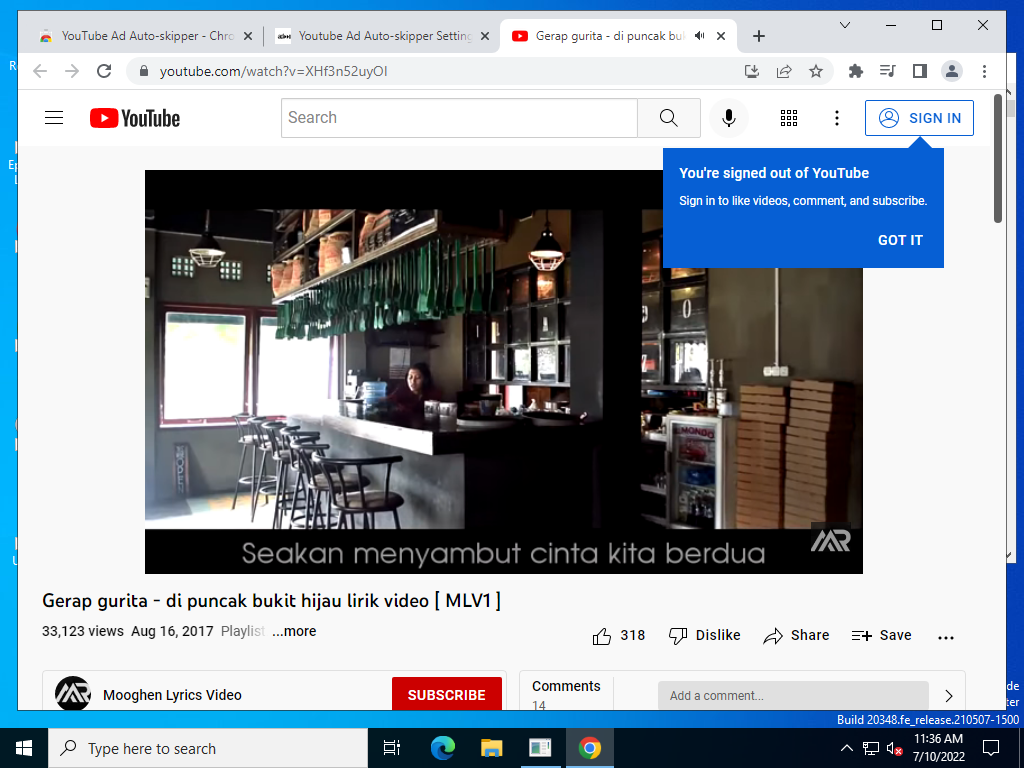 YouTube Ad Auto-skipper - Chro
Youtube Ad Auto-skipper Setting
Gerap gurita - di puncak buk
youtube.com/watch?v=XHf3n52uyOI
YouTube
Search
SIGN IN
You're signed out of YouTube
Sign in to like videos, comment, and subscribe.
GOT IT
Seakan menyambut cinta kita berdua
Gerap gurita - di puncak bukit hijau lirik video [ MLV1 ]
33,123 views Aug 16, 2017 Playlist ...more
318 Dislike Share Save
Mooghen Lyrics Video
SUBSCRIBE
Comments
14
Add a comment...
Build 20348.fe_release.210507-1500
Type here to search
11:36 AM
7/10/2022